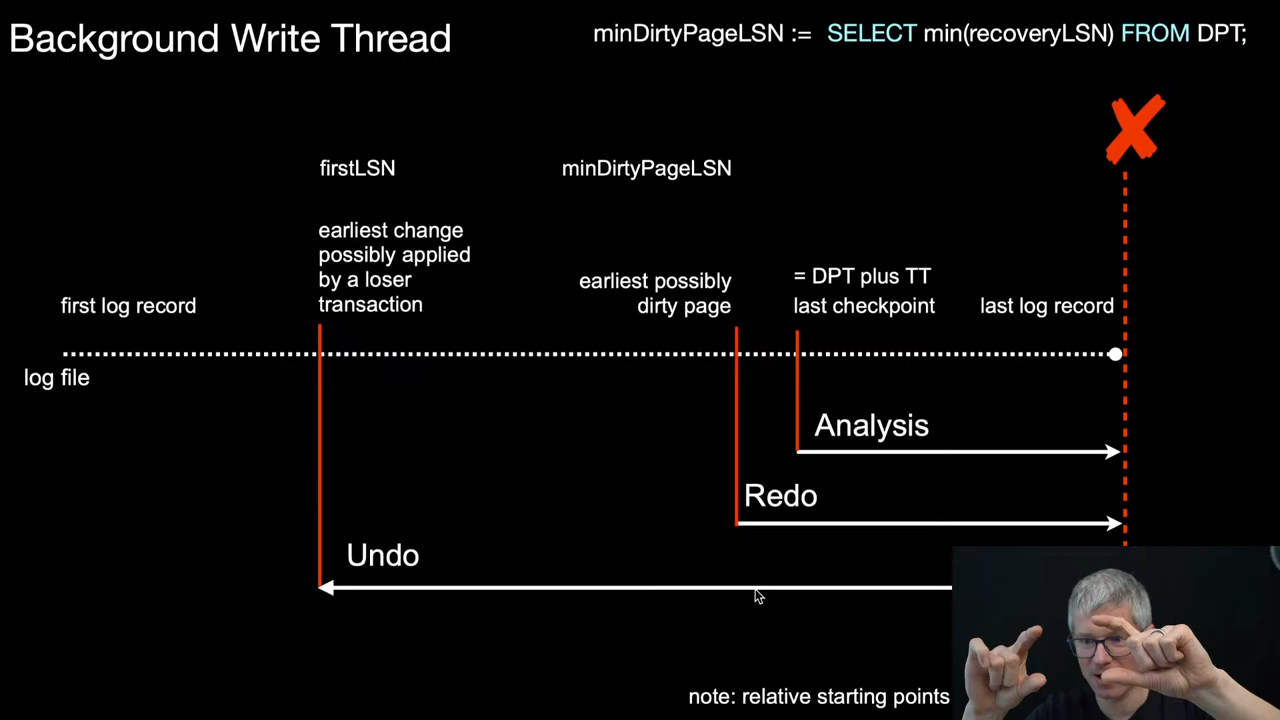 Background Write Thread
minDirtyPageLSN := SELECT min(recoveryLSN) FROM DPT;
firstLSN
minDirtyPageLSN
earliest change
possibly applied
by a loser
transaction
earliest possibly
dirty page
= DPT plus TT
last checkpoint
first log record
last log record
log file
Analysis
Redo
Undo
note: relative starting points